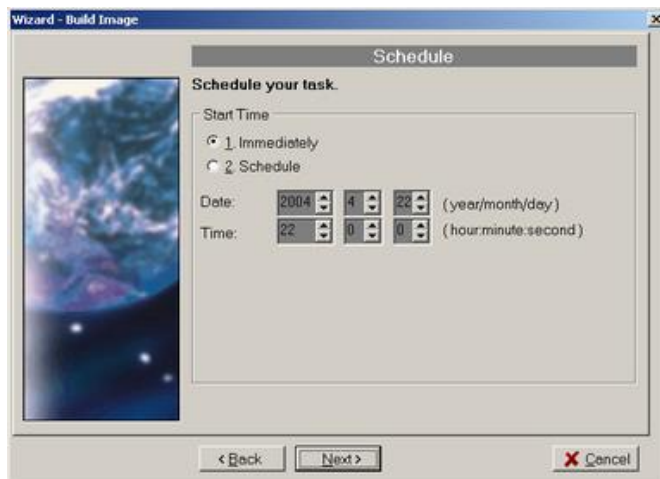 Wizard - Build Image
Schedule
Schedule your task.
Start Time
1. Immediately
2. Schedule
Date: 2004 4 22 (year/month/day)
Time: 22 0 0 (hour:minute:second)
< Back Next > Cancel